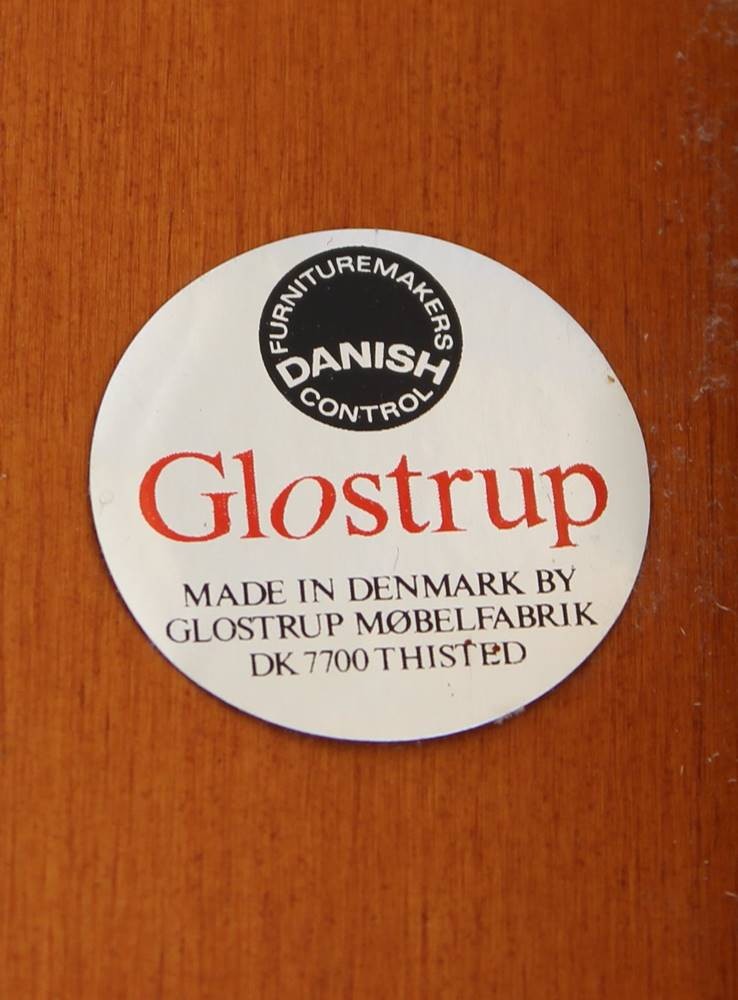 FURNITUREMAKERS
DANISH
CONTROL
Glostrup
MADE IN DENMARK BY
GLOSTRUP MØBELFABRIK
DK 7700 THISTED